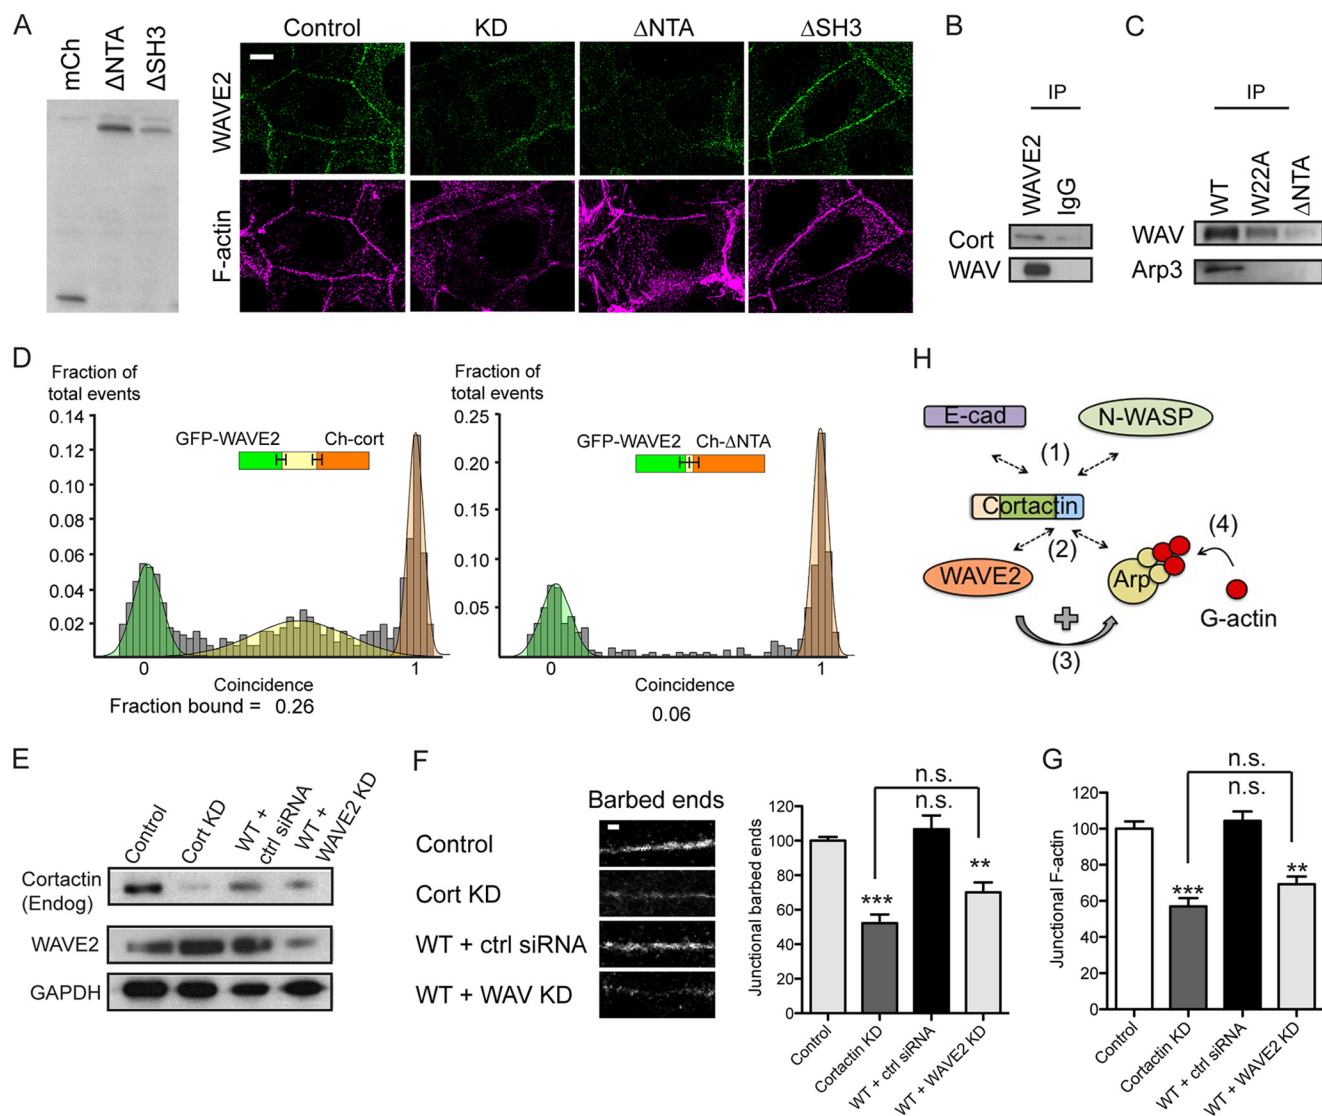 A
mCh
ΔNTA
ΔSH3
Control
KD
ΔNTA
ΔSH3
WAVE2
F-actin
B
IP
WAVE2
IgG
Cort
WAV
C
IP
WT
W22A
ΔNTA
WAV
Arp3
D
Fraction of
total events
0.14
0.12
0.10
0.08
0.06
0.04
0.02
GFP-WAVE2
Ch-cort
0
1
Coincidence
Fraction bound = 0.26
Fraction of
total events
0.25
0.20
0.15
0.10
0.05
GFP-WAVE2
Ch-ΔNTA
0
1
Coincidence
0.06
H
E-cad
N-WASP
(1)
Cortactin
(2)
(4)
WAVE2
Arp
G-actin
(3)
E
Control
Cort KD
WT +
ctrl siRNA
WT +
WAVE2 KD
Cortactin
(Endog)
WAVE2
GAPDH
F
Barbed ends
Control
Cort KD
WT + ctrl siRNA
WT + WAV KD
Junctional barbed ends
120
100
80
60
40
20
0
n.s.
n.s.
***
**
Control
Cortactin KD
WT + ctrl siRNA
WT + WAVE2 KD
G
Junctional F-actin
120
100
80
60
40
20
0
n.s.
n.s.
***
**
Control
Cortactin KD
WT + ctrl siRNA
WT + WAVE2 KD